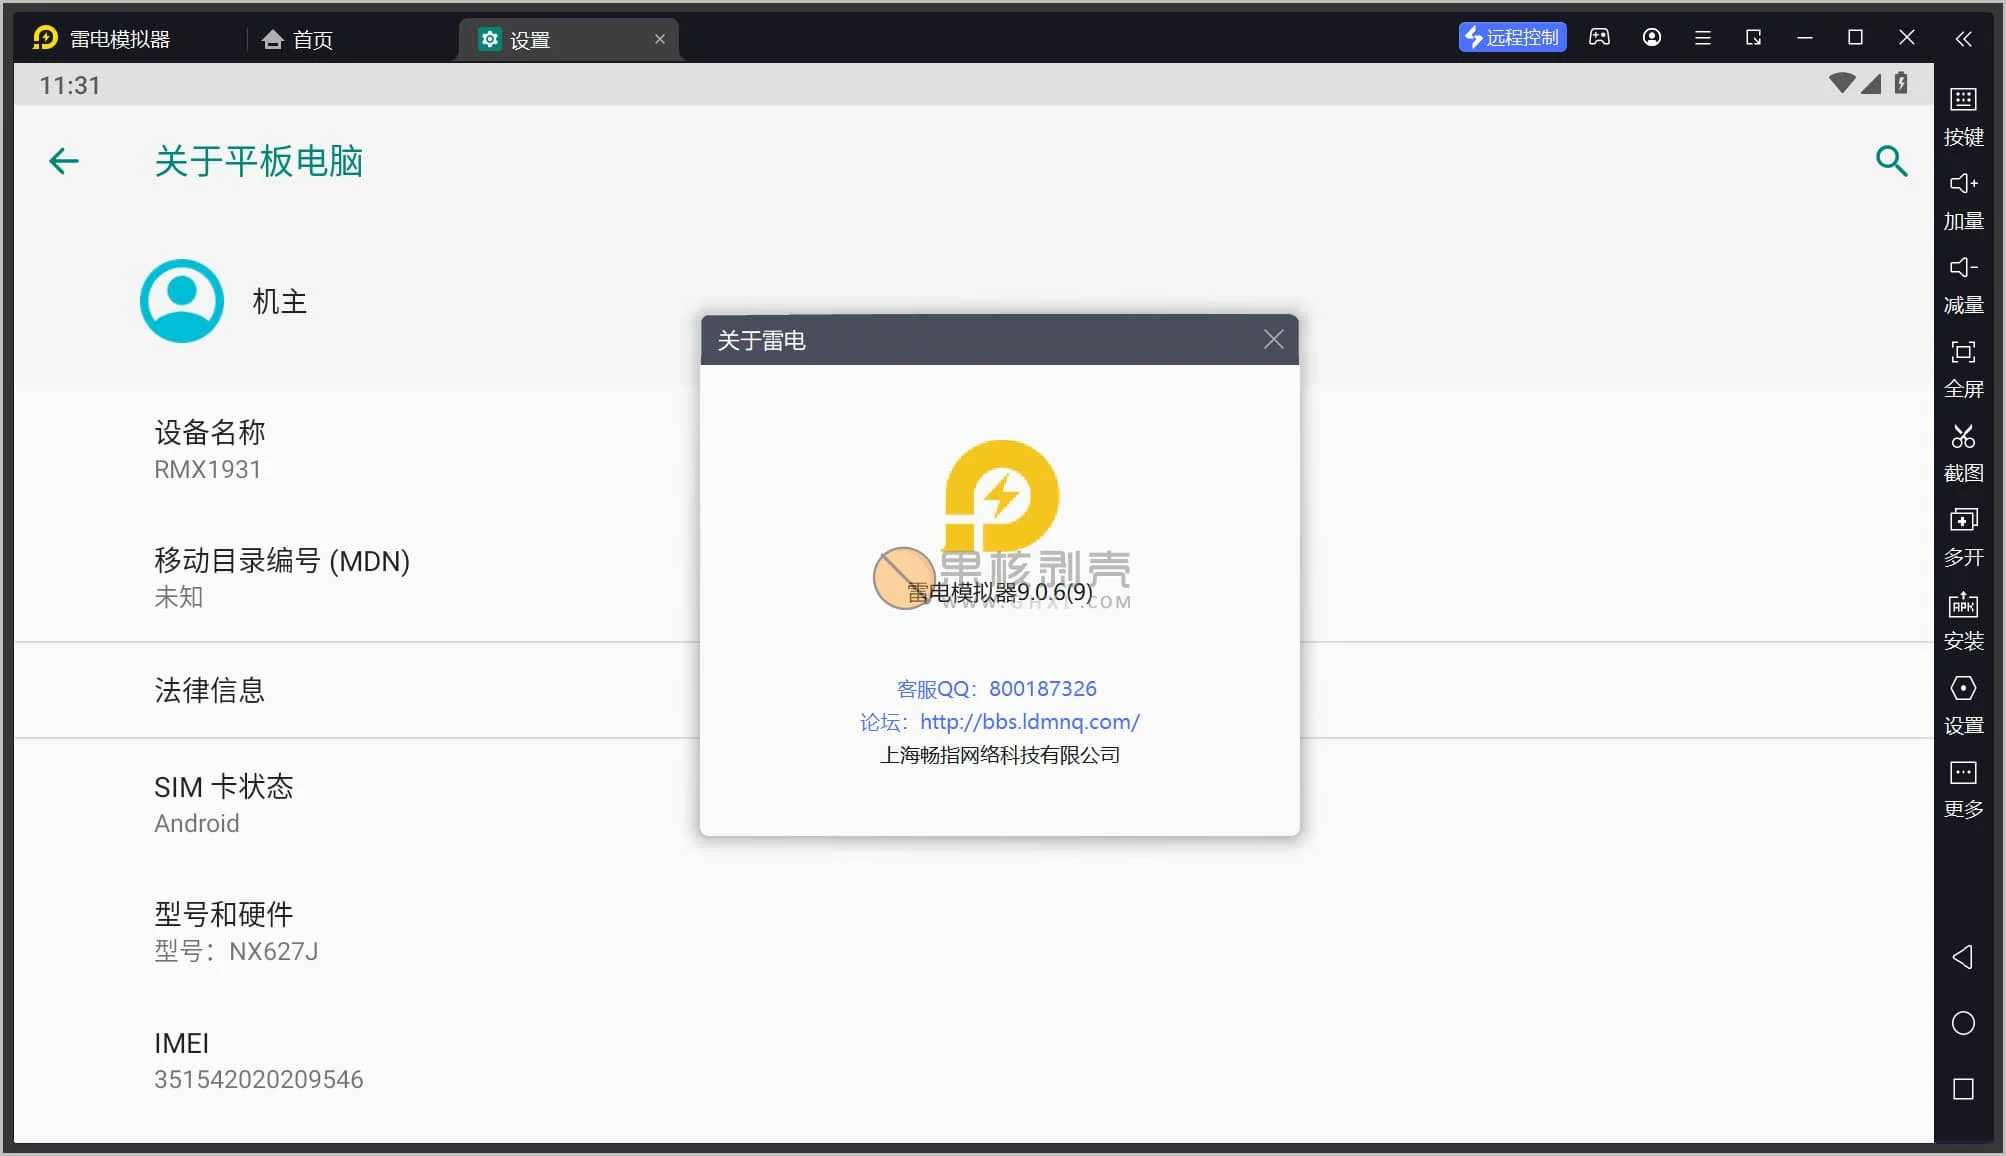 雷电模拟器
首页
设置
远程控制
11:31
关于平板电脑
机主
设备名称
RMX1931
移动目录编号 (MDN)
未知
法律信息
SIM 卡状态
Android
型号和硬件
型号：NX627J
IMEI
351542020209546
关于雷电
果核剥壳
雷电模拟器9.0.6(9)
WWW.GHXI.COM
客服QQ：800187326
论坛：http://bbs.ldmnq.com/
上海畅指网络科技有限公司
按键
加量
减量
全屏
截图
多开
APK
安装
设置
更多